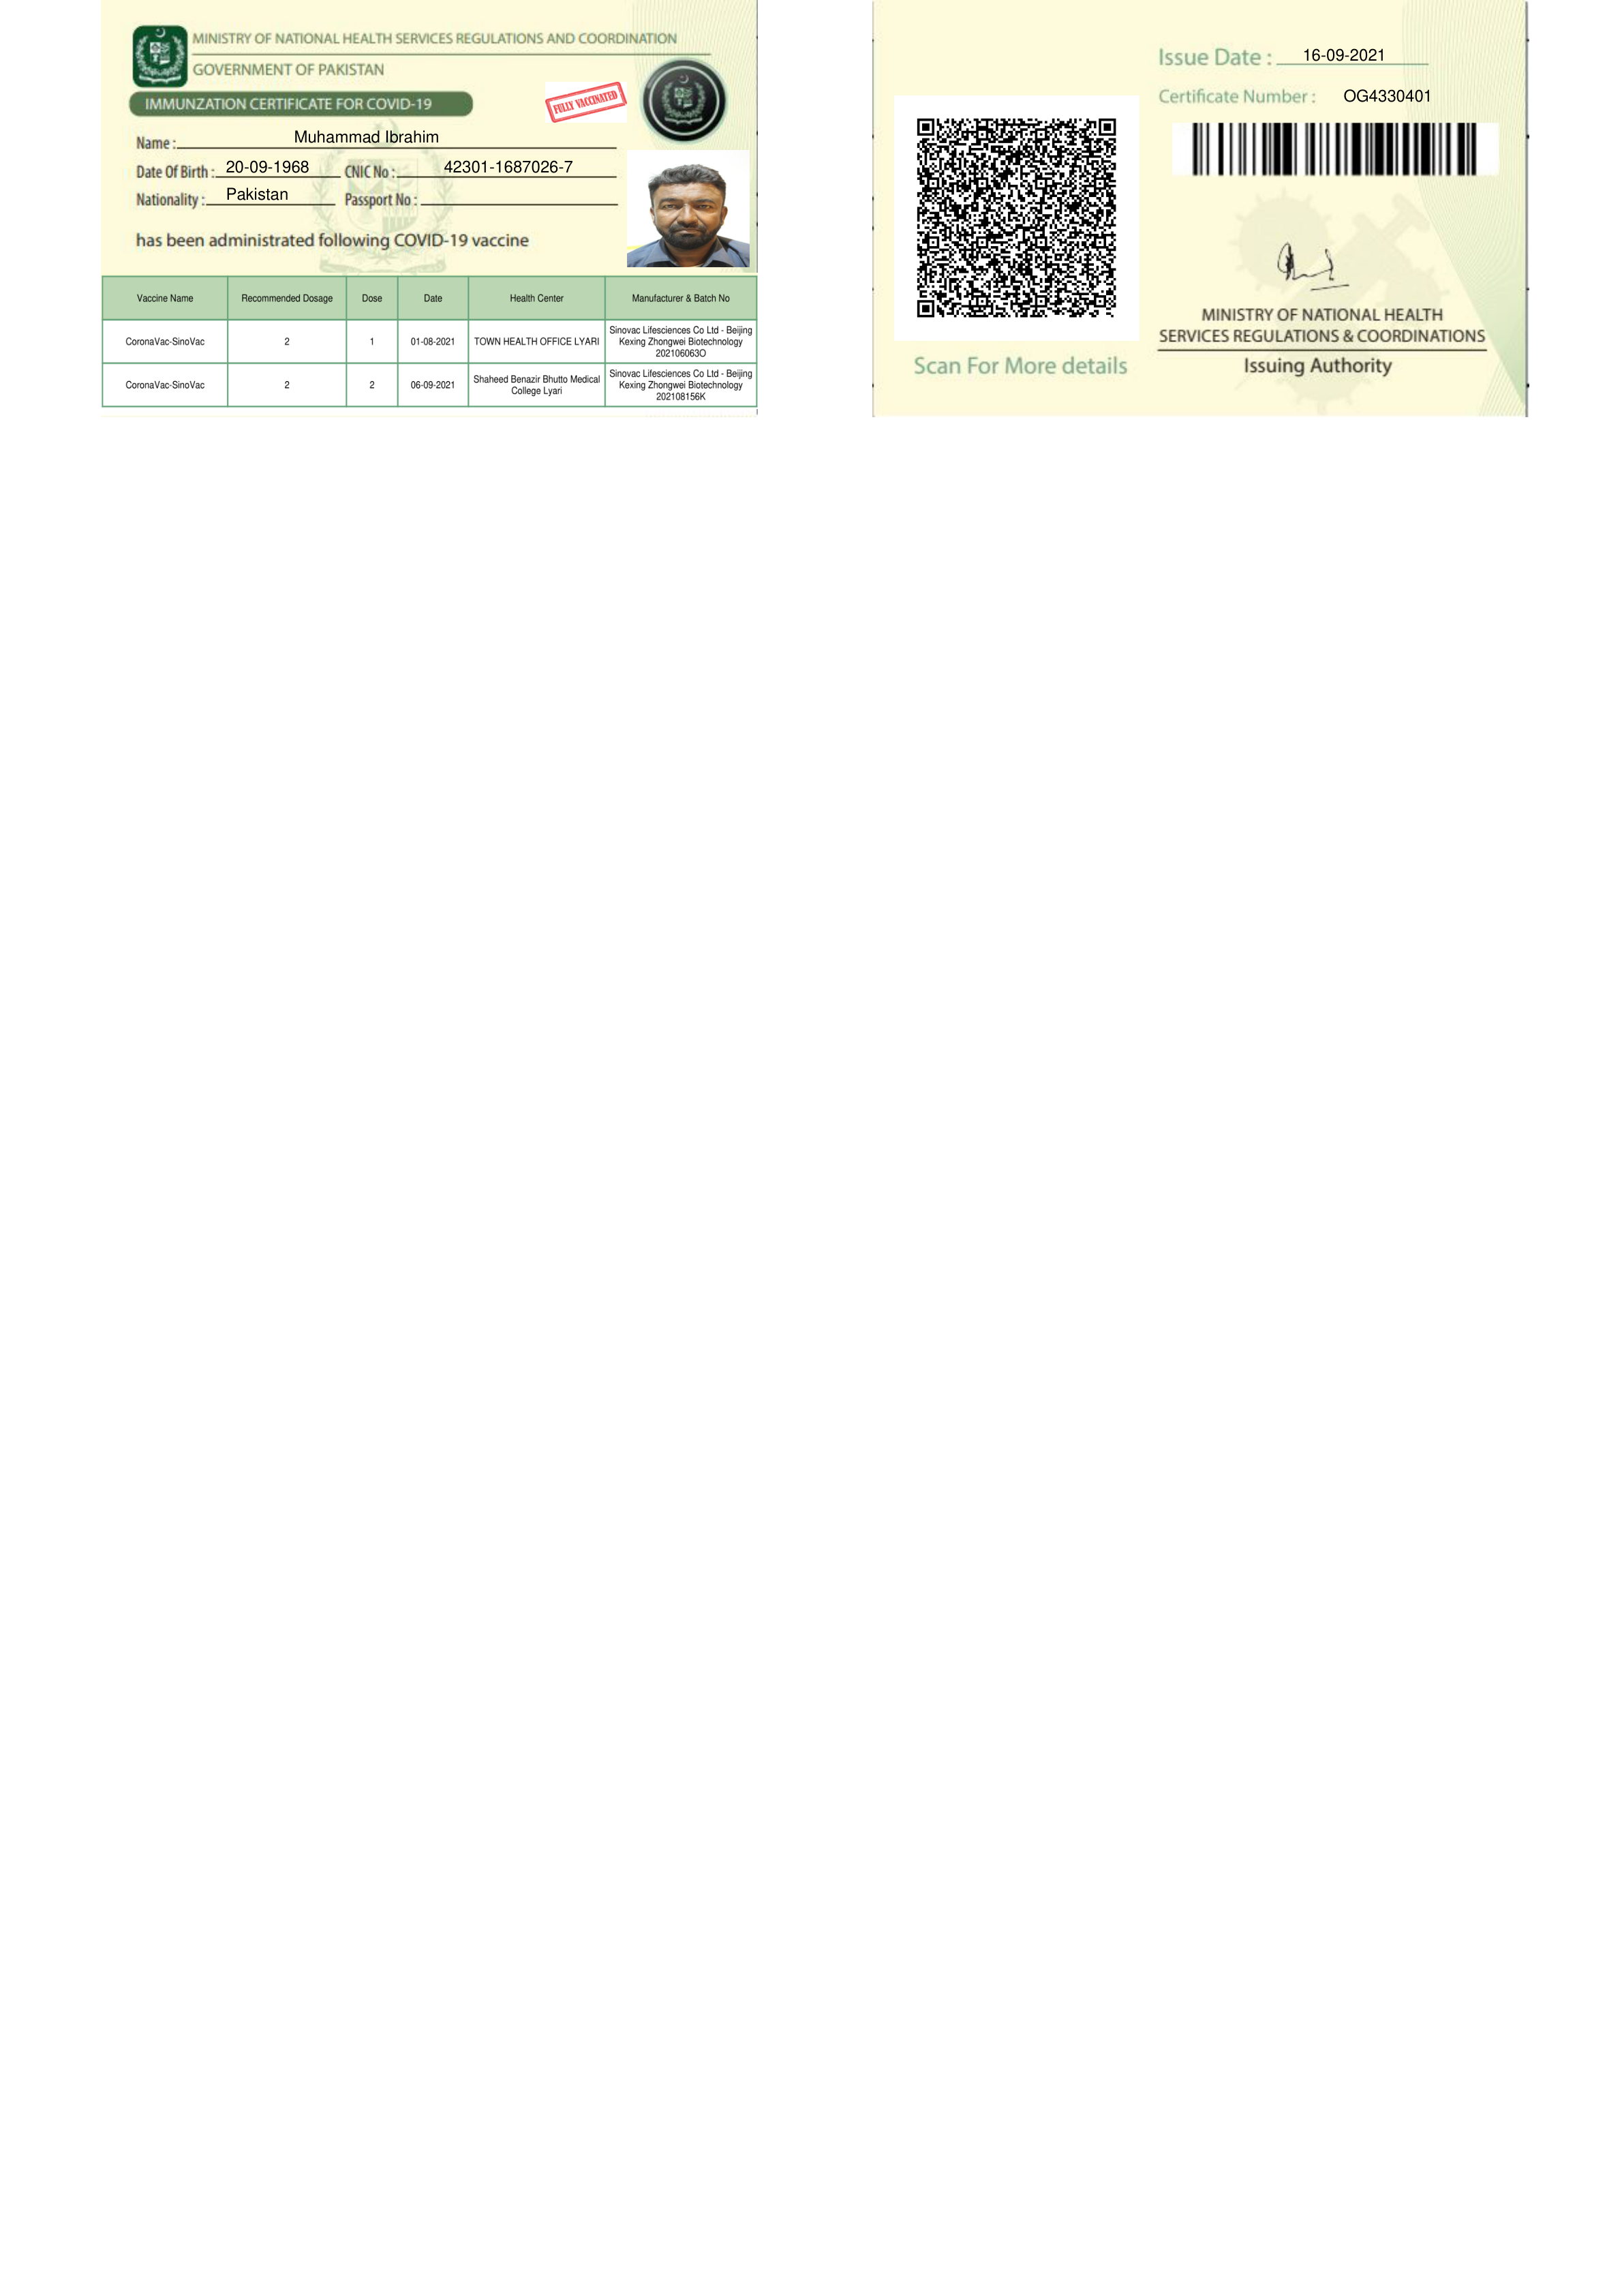 MINISTRY OF NATIONAL HEALTH SERVICES REGULATIONS AND COORDINATION
GOVERNMENT OF PAKISTAN
IMMUNZATION CERTIFICATE FOR COVID-19
FULLY VACCINATED
Name : Muhammad Ibrahim
Date Of Birth : 20-09-1968 CNIC No : 42301-1687026-7
Nationality : Pakistan Passport No :
has been administrated following COVID-19 vaccine
Vaccine Name Recommended Dosage Dose Date Health Center Manufacturer & Batch No
CoronaVac-SinoVac 2 1 01-08-2021 TOWN HEALTH OFFICE LYARI Sinovac Lifesciences Co Ltd - Beijing
Kexing Zhongwei Biotechnology
202106063O
CoronaVac-SinoVac 2 2 06-09-2021 Shaheed Benazir Bhutto Medical
College Lyari
Sinovac Lifesciences Co Ltd - Beijing
Kexing Zhongwei Biotechnology
202108156K
Issue Date : 16-09-2021
Certificate Number : OG4330401
Scan For More details
MINISTRY OF NATIONAL HEALTH
SERVICES REGULATIONS & COORDINATIONS
Issuing Authority